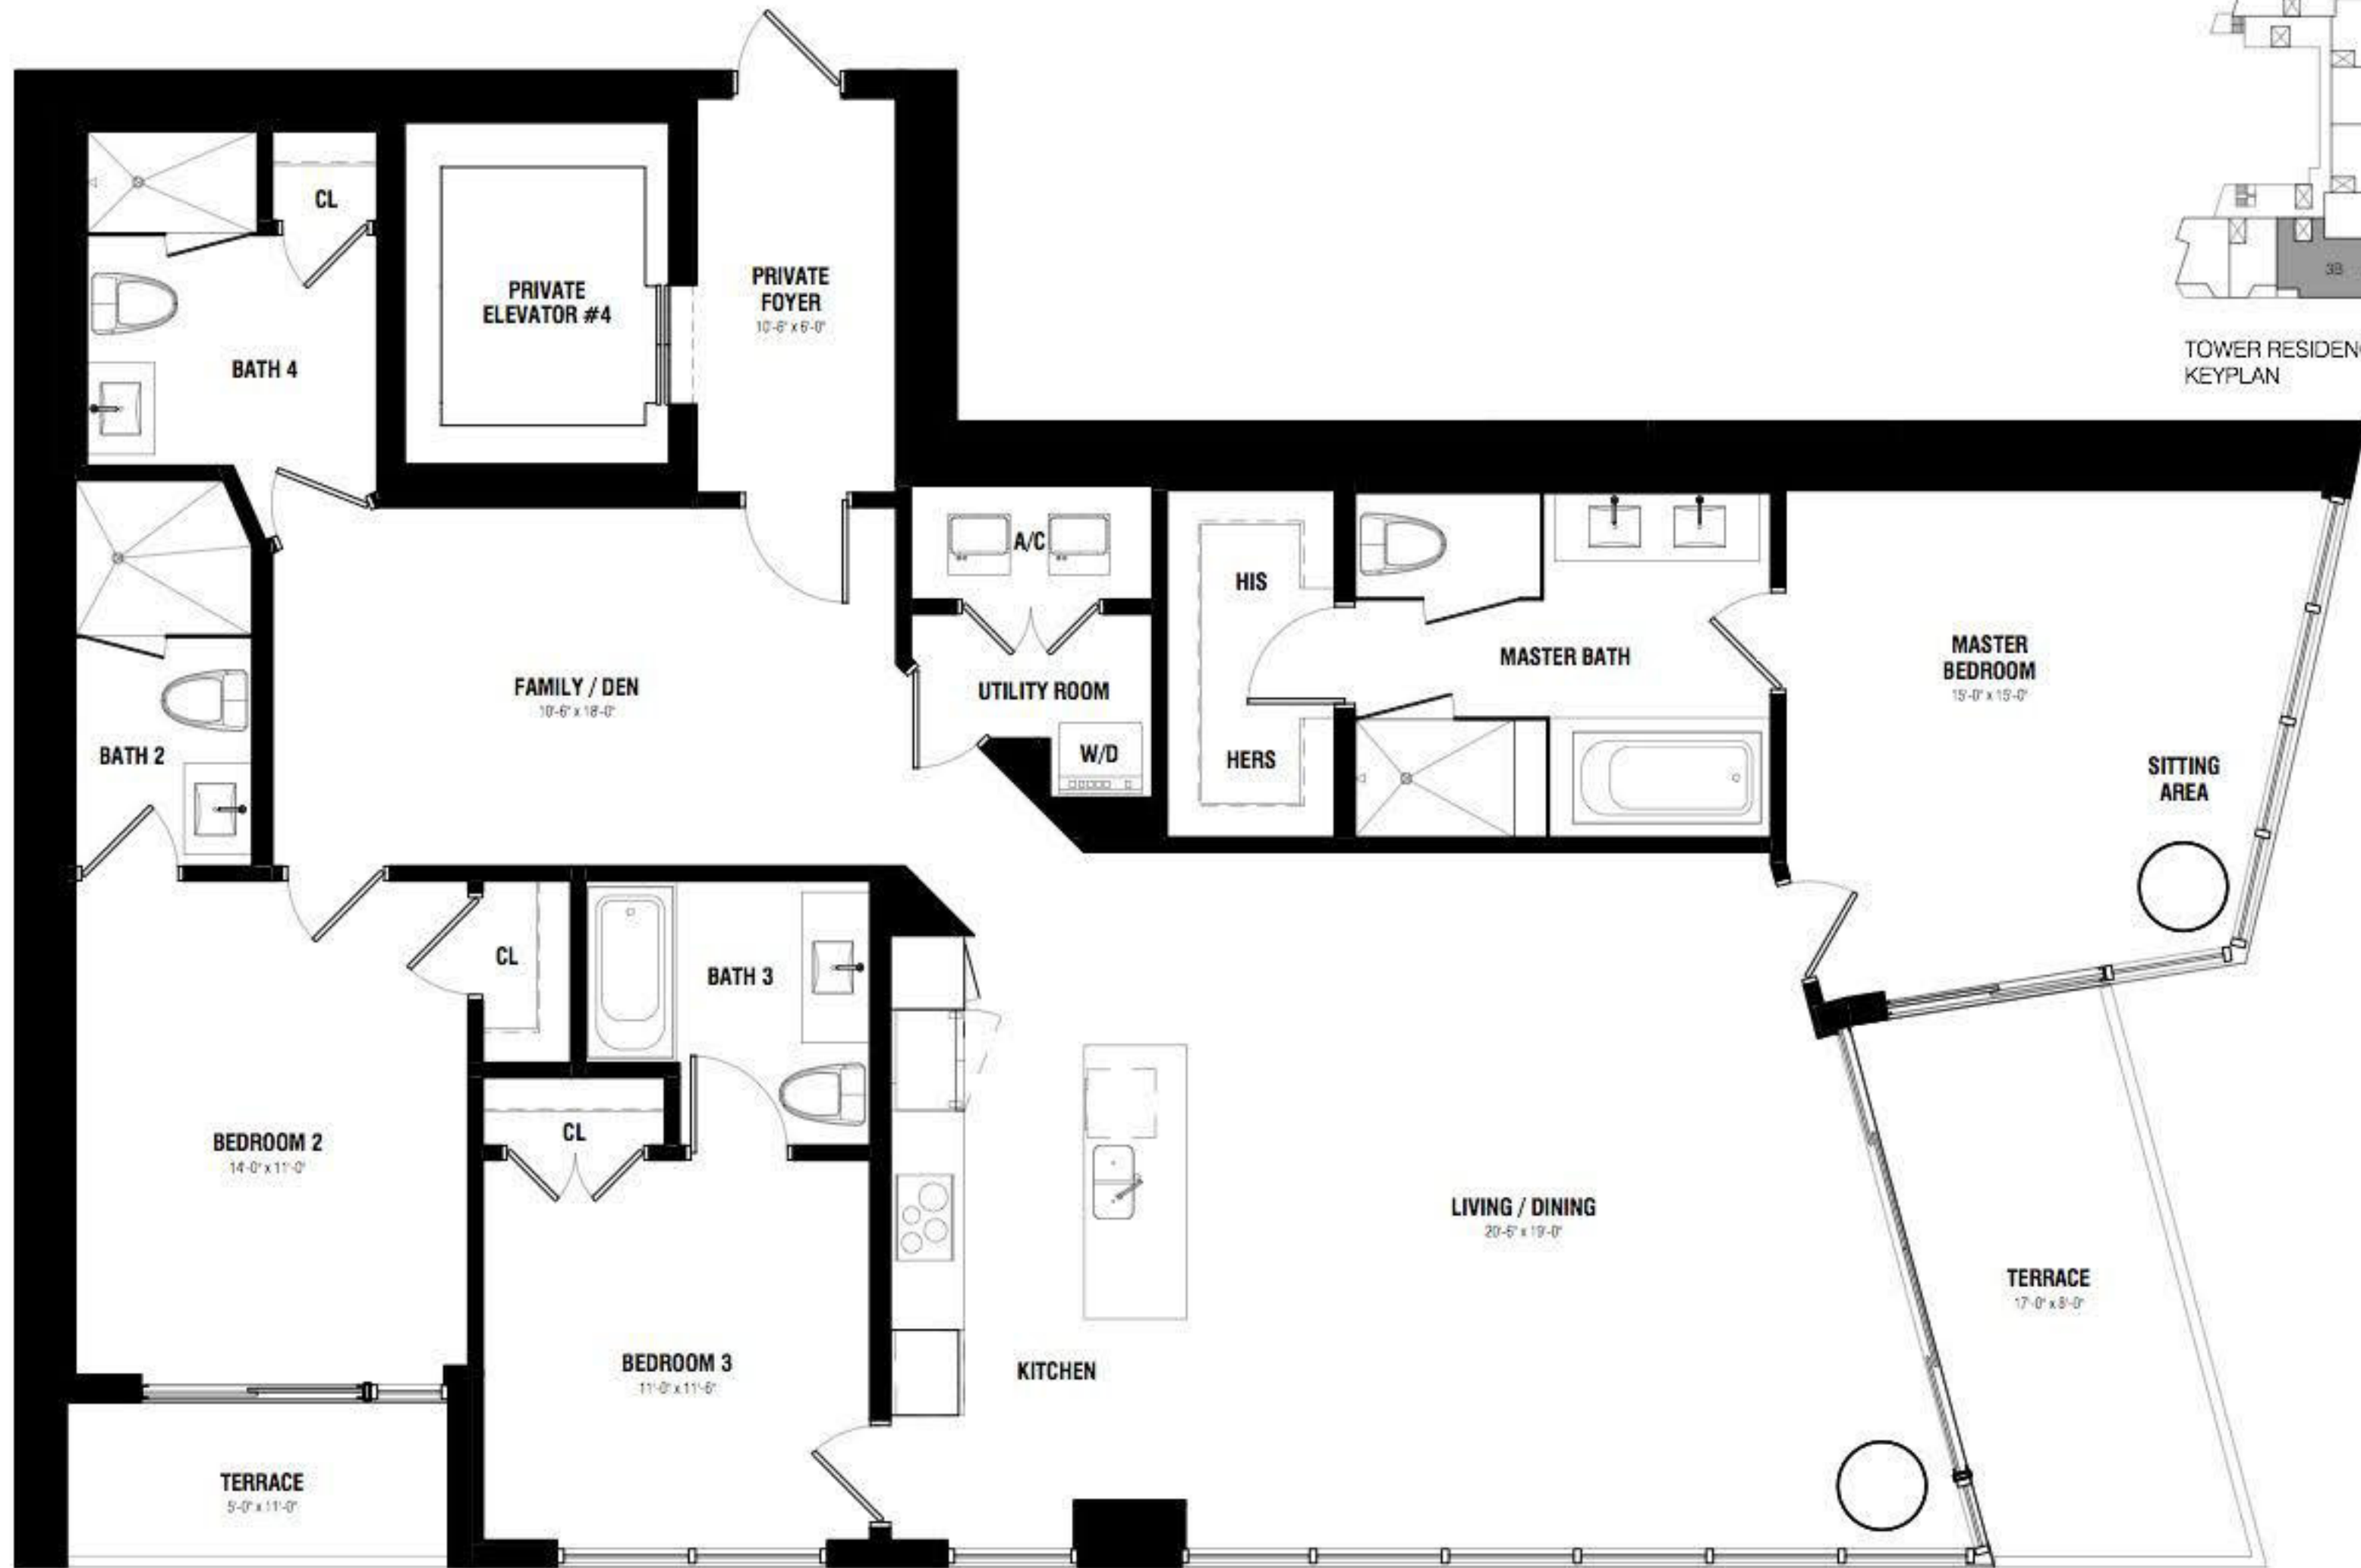 CL
PRIVATE
ELEVATOR #4
PRIVATE
FOYER
10'-6" x 6'-0"
BATH 4
3B
KEYPLAN
A/C
HIS
MASTER BATH
MASTER
BEDROOM
15'-0" x 15'-0"
FAMILY / DEN
10'-6" x 18'-0"
UTILITY ROOM
BATH 2
W/D
HERS
SITTING
AREA
CL
BATH 3
CL
BEDROOM 2
14'-0" x 11'-0"
LIVING / DINING
20'-6" x 19'-0"
TERRACE
17'-0" x 8'-0"
BEDROOM 3
11'-0" x 11'-6"
KITCHEN
TERRACE
5'-0" x 11'-0"
TOWER RESIDENC